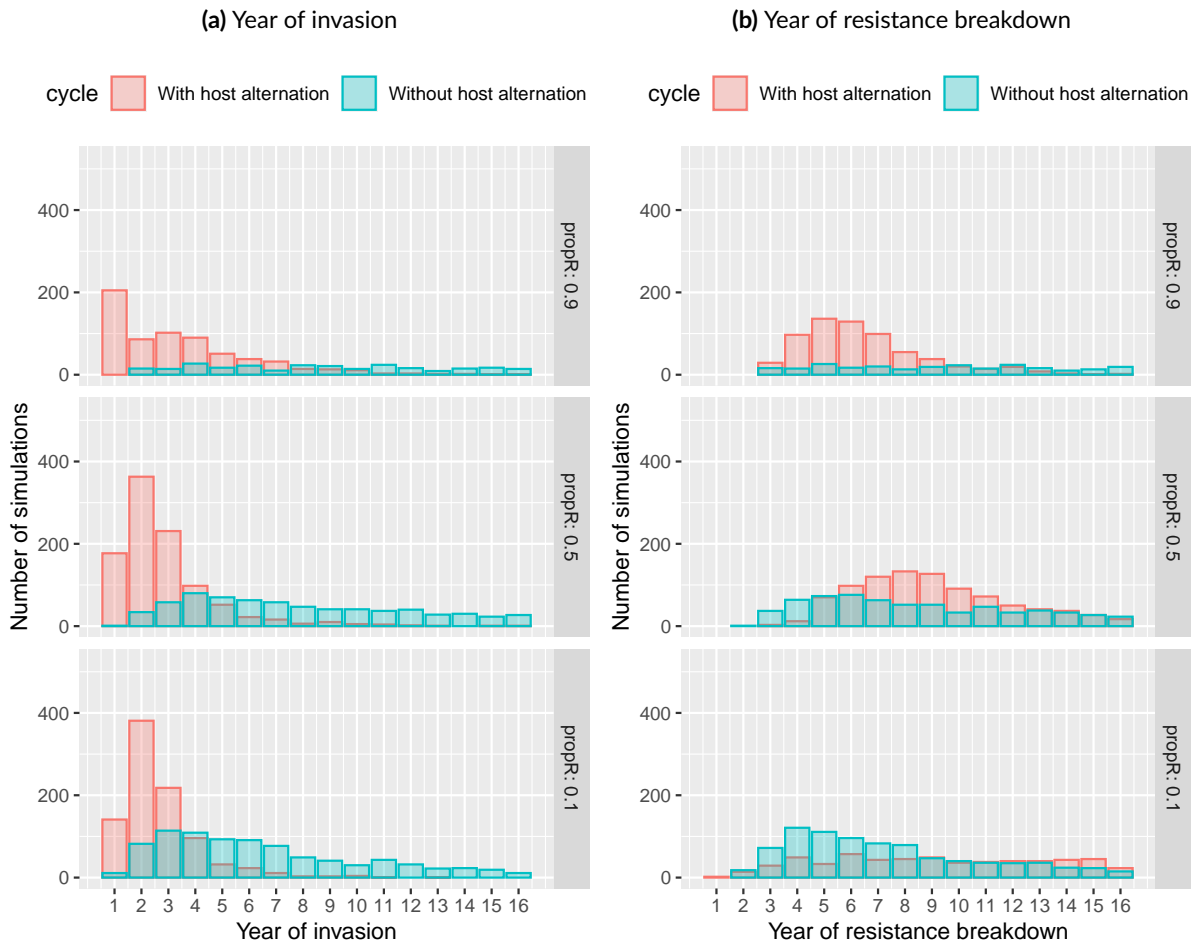 (a) Year of invasion
cycle With host alternation Without host alternation
400
200
0
propR: 0.9
400
200
0
propR: 0.5
400
200
0
propR: 0.1
Number of simulations
1 2 3 4 5 6 7 8 9 10 11 12 13 14 15 16
Year of invasion
(b) Year of resistance breakdown
cycle With host alternation Without host alternation
400
200
0
propR: 0.9
400
200
0
propR: 0.5
400
200
0
propR: 0.1
Number of simulations
1 2 3 4 5 6 7 8 9 10 11 12 13 14 15 16
Year of resistance breakdown